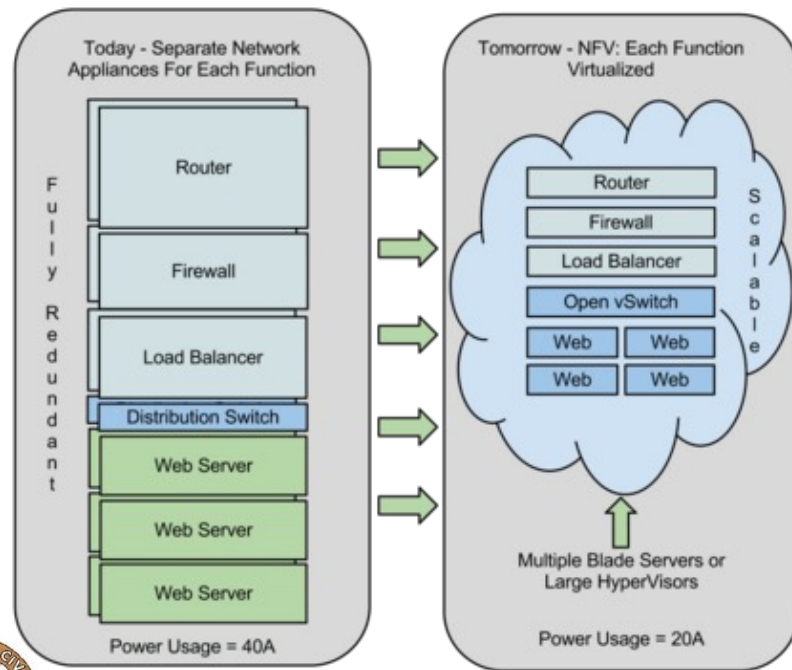 Today - Separate Network
Appliances For Each Function
Fully Redundant
Router
Firewall
Load Balancer
Distribution Switch
Web Server
Web Server
Web Server
Power Usage = 40A
Tomorrow - NFV: Each Function
Virtualized
Router
Firewall
Load Balancer
Open vSwitch
Web Web
Web Web
Scalable
Multiple Blade Servers or
Large HyperVisors
Power Usage = 20A